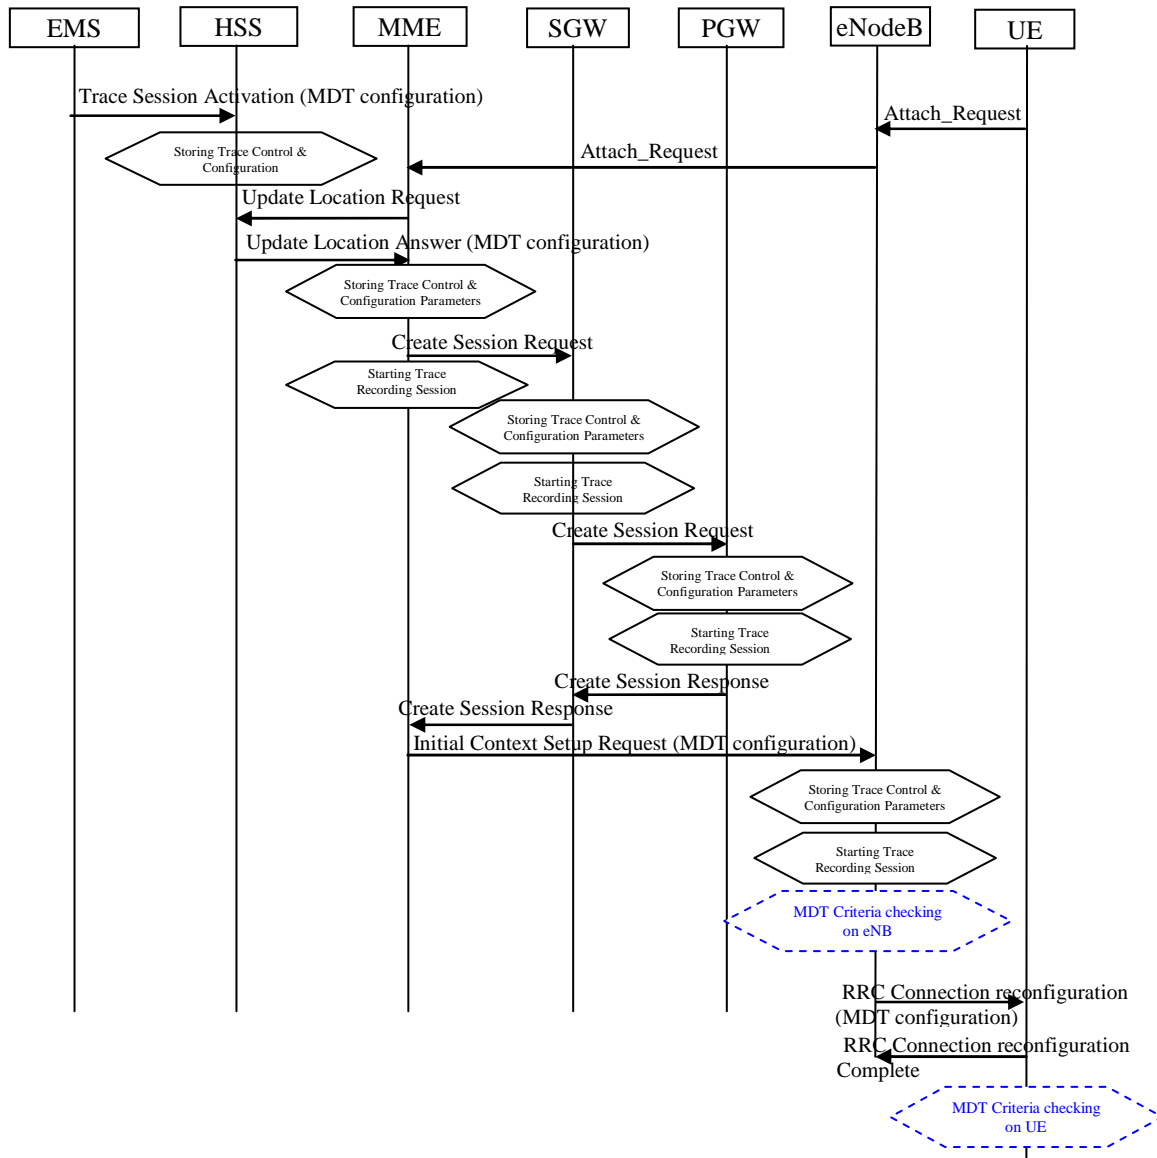 EMS
HSS
MME
SGW
PGW
eNodeB
UE
Trace Session Activation (MDT configuration)
Attach_Request
Storing Trace Control &
Configuration
Attach_Request
Update Location Request
Update Location Answer (MDT configuration)
Storing Trace Control &
Configuration Parameters
Create Session Request
Starting Trace
Recording Session
Storing Trace Control &
Configuration Parameters
Starting Trace
Recording Session
Create Session Request
Storing Trace Control &
Configuration Parameters
Starting Trace
Recording Session
Create Session Response
Create Session Response
Initial Context Setup Request (MDT configuration)
Storing Trace Control &
Configuration Parameters
Starting Trace
Recording Session
MDT Criteria checking
on eNB
RRC Connection reconfiguration
(MDT configuration)
RRC Connection reconfiguration
Complete
MDT Criteria checking
on UE